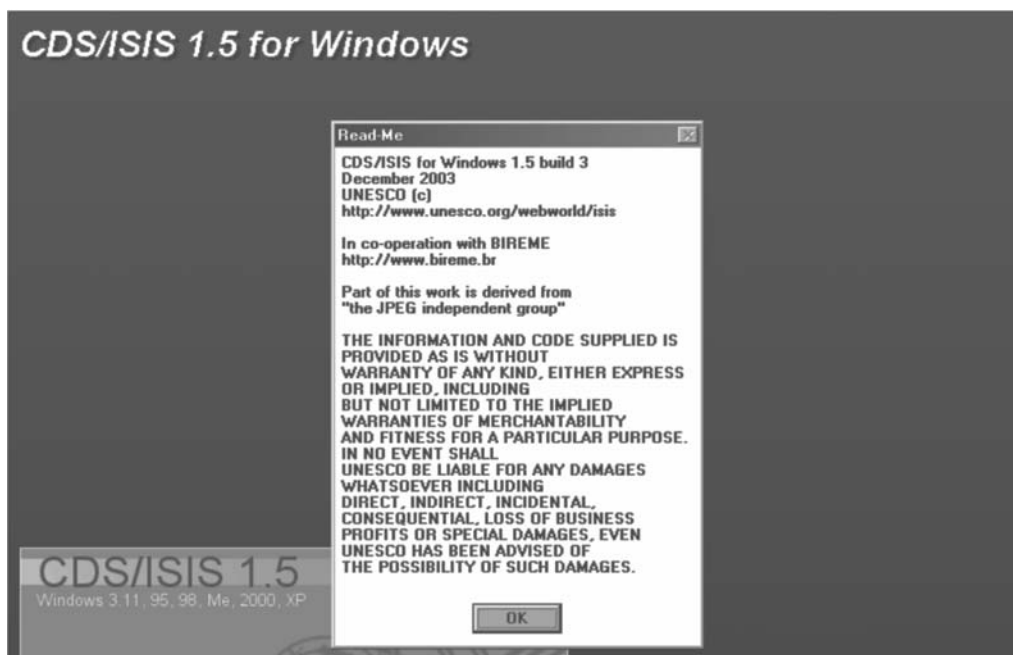 CDS/ISIS 1.5 for Windows
Read-Me
CDS/ISIS for Windows 1.5 build 3
December 2003
UNESCO (c)
http://www.unesco.org/webworld/isis
In co-operation with BIREME
http://www.bireme.br
Part of this work is derived from
"the JPEG independent group"
THE INFORMATION AND CODE SUPPLIED IS
PROVIDED AS IS WITHOUT
WARRANTY OF ANY KIND, EITHER EXPRESS
OR IMPLIED, INCLUDING
BUT NOT LIMITED TO THE IMPLIED
WARRANTIES OF MERCHANTABILITY
AND FITNESS FOR A PARTICULAR PURPOSE.
IN NO EVENT SHALL
UNESCO BE LIABLE FOR ANY DAMAGES
WHATSOEVER INCLUDING
DIRECT, INDIRECT, INCIDENTAL,
CONSEQUENTIAL, LOSS OF BUSINESS
PROFITS OR SPECIAL DAMAGES, EVEN
UNESCO HAS BEEN ADVISED OF
THE POSSIBILITY OF SUCH DAMAGES.
OK
CDS/ISIS 1.5
Windows 3.11, 95, 98, Me, 2000, XP